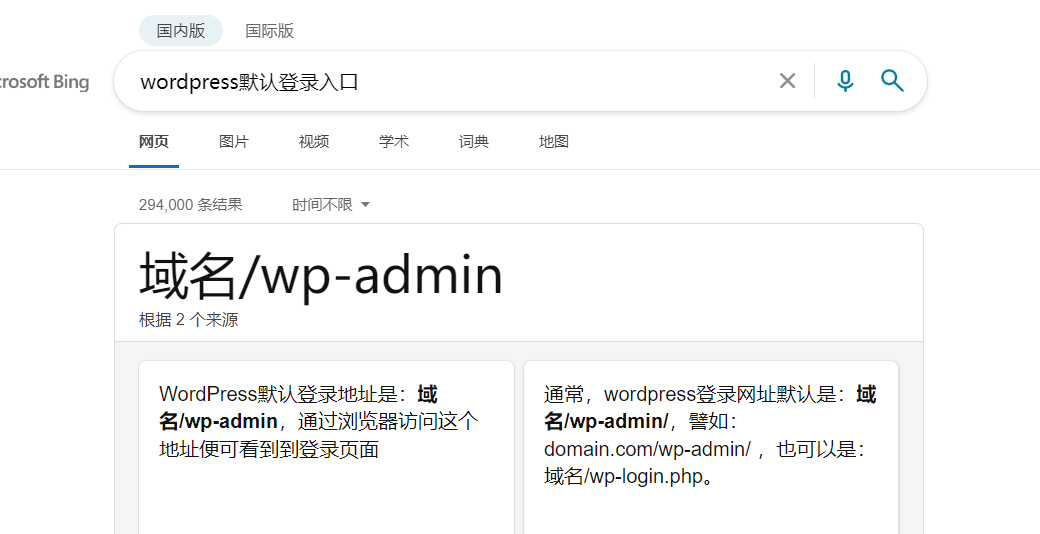 国内版 国际版
crosoft Bing
wordpress默认登录入口
网页 图片 视频 学术 词典 地图
294,000 条结果 时间不限
域名/wp-admin
根据 2 个来源
WordPress默认登录地址是：域
名/wp-admin，通过浏览器访问这个
地址便可看到到登录页面
通常，wordpress登录网址默认是：域
名/wp-admin/，譬如：
domain.com/wp-admin/ ，也可以是：
域名/wp-login.php。